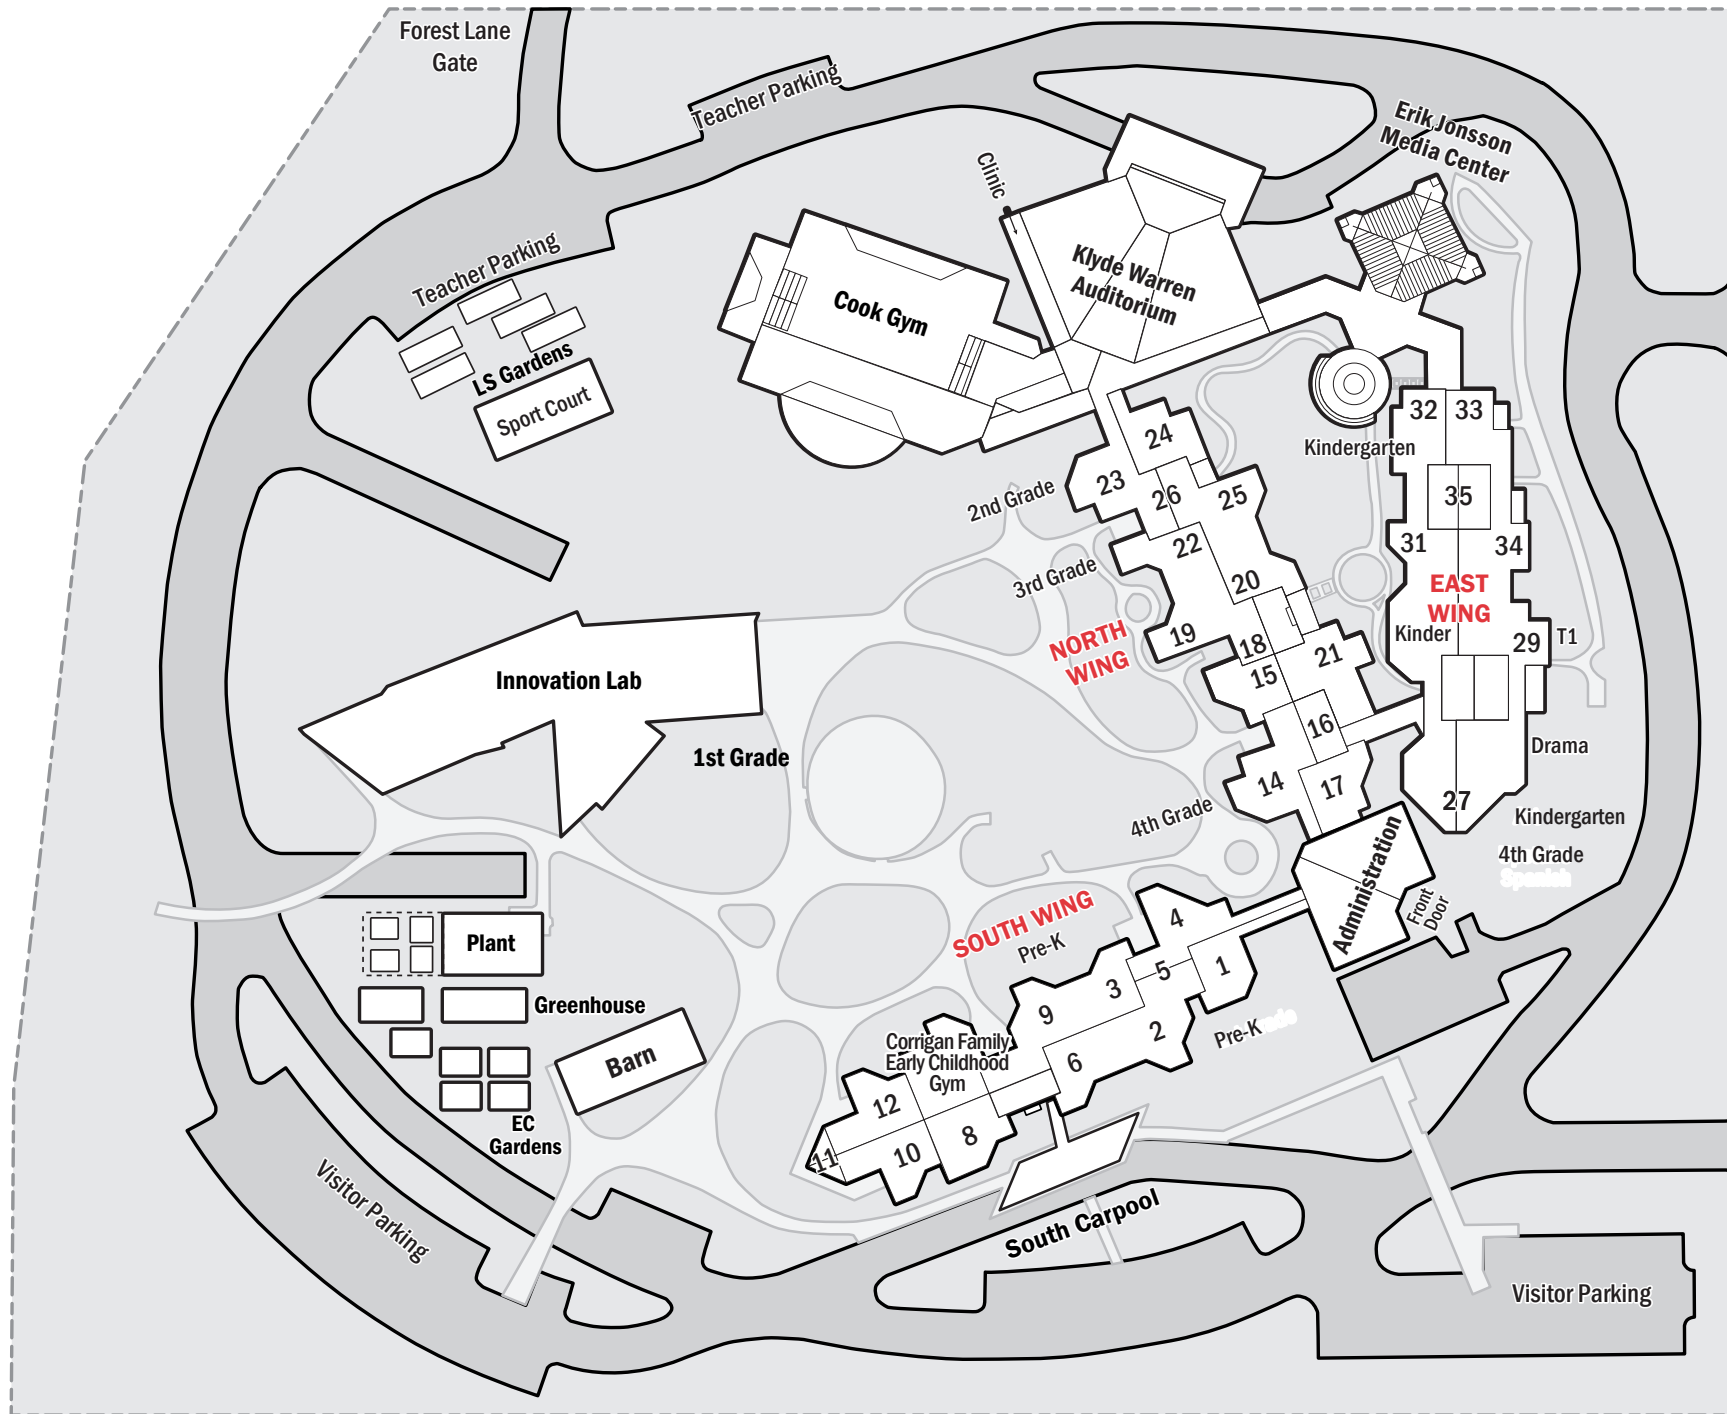 Forest Lane
Gate
Teacher Parking
Erik Jonsson
Media Center
Clinic
Teacher Parking
Klyde Warren
Auditorium
Cook Gym
LS Gardens
Sport Court
Kindergarten
32
33
24
23
26
25
2nd Grade
35
22
31
34
3rd Grade
20
EAST
WING
Kinder
29
T1
NORTH
WING
19
18
21
15
Innovation Lab
16
1st Grade
Drama
14
17
27
4th Grade
Kindergarten
4th Grade
Spanish
Administration
Front
Door
SOUTH WING
Pre-K
4
Plant
5
1
3
Greenhouse
9
2
Pre-K
Corrigan Family
Early Childhood
Gym
6
Barn
12
EC
Gardens
8
10
11
Visitor Parking
South Carpool
Visitor Parking